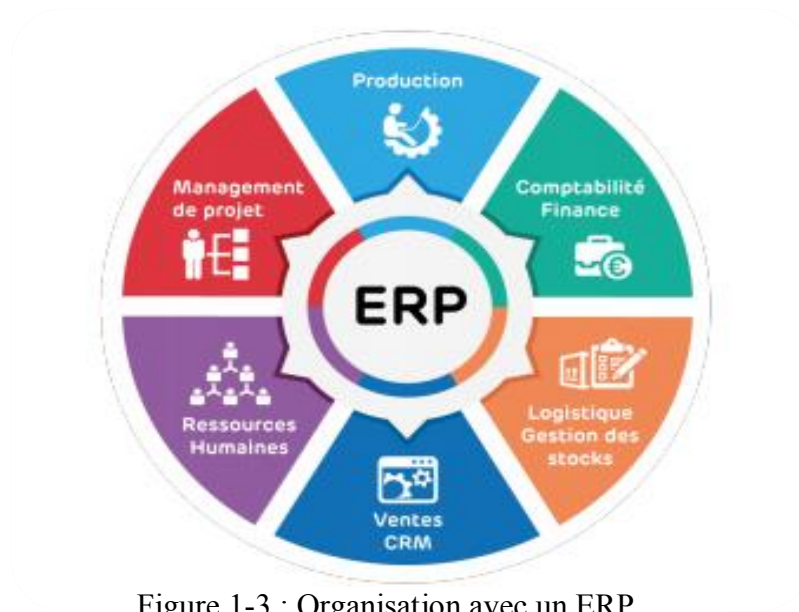 Production
Comptabilité
Finance
Logistique
Gestion des
stocks
Ventes
CRM
Ressources
Humaines
Management
de projet
ERP
Figure 1-3 : Organisation avec un ERP